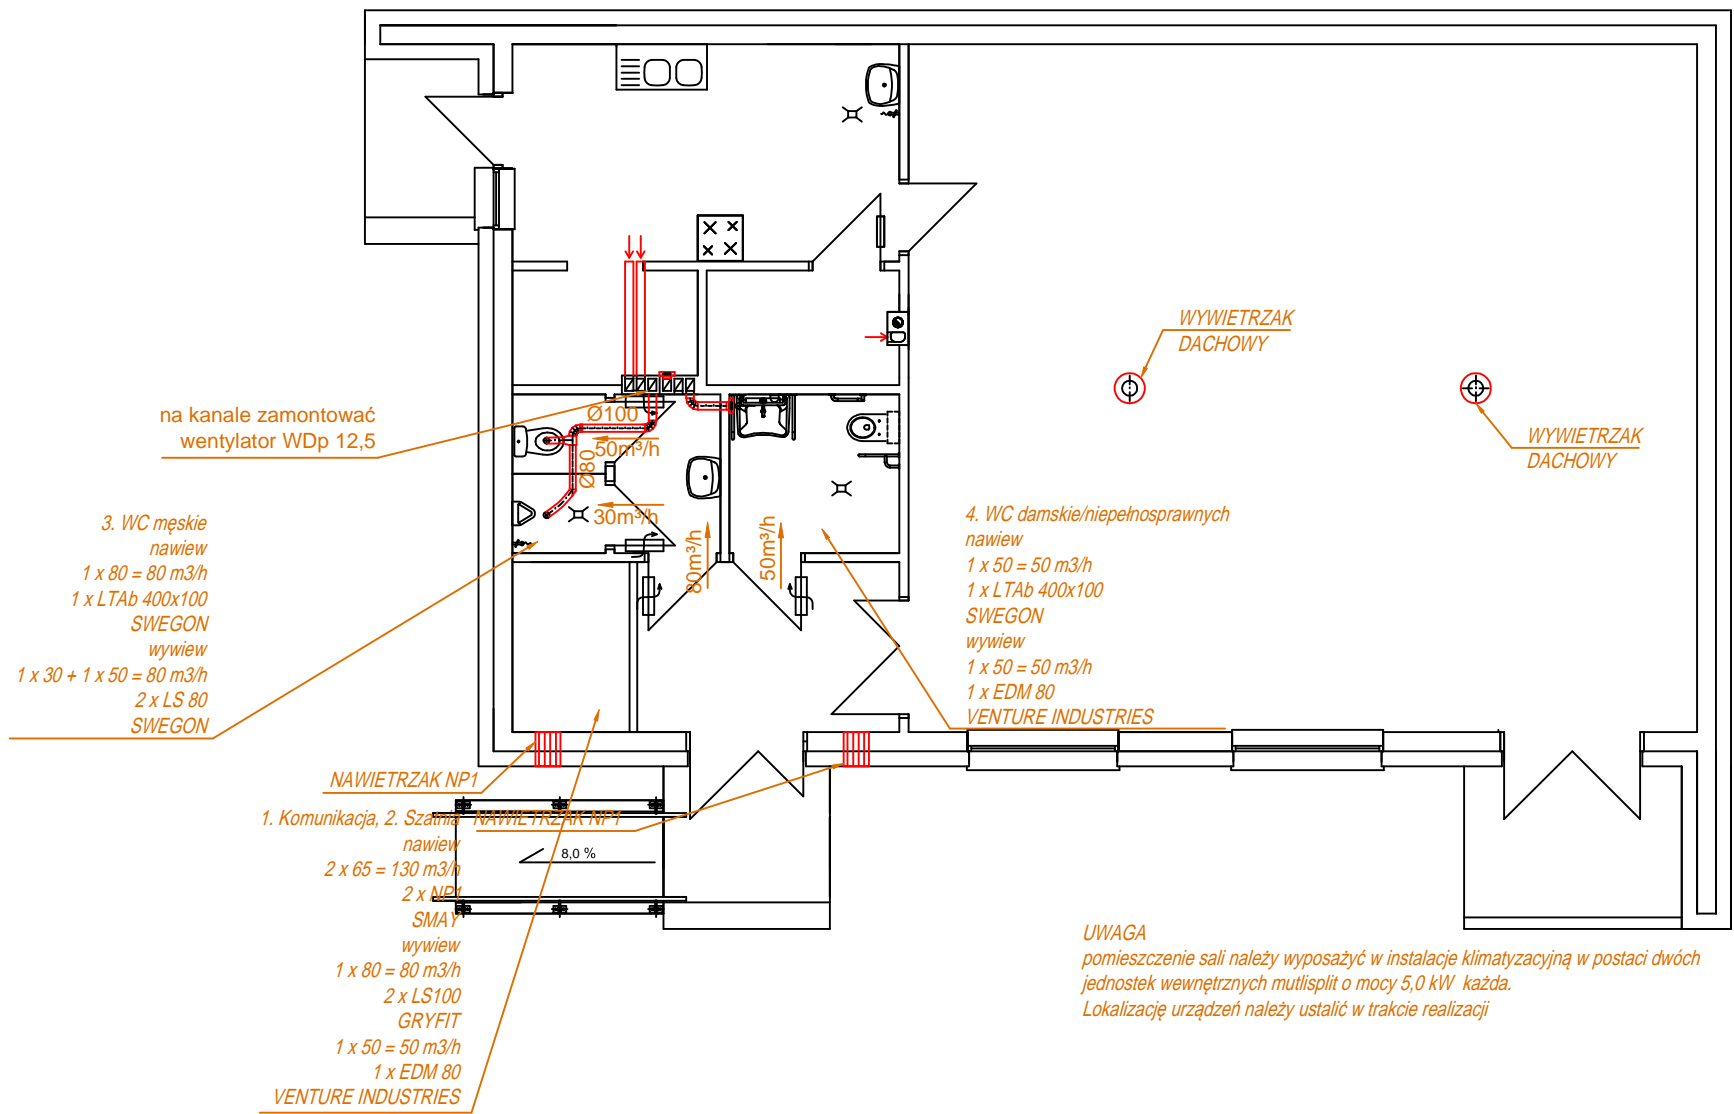 WYWIETRZAK
DACHOWY
WYWIETRZAK
DACHOWY
na kanale zamontować
wentylator WDp 12,5
Ø100
50m³/h
Ø80
30m³/h
80m³/h
50m³/h
3. WC męskie
nawiew
1 x 80 = 80 m3/h
1 x LTAb 400x100
SWEGON
wywiew
1 x 30 + 1 x 50 = 80 m3/h
2 x LS 80
SWEGON
4. WC damskie/niepełnosprawnych
nawiew
1 x 50 = 50 m3/h
1 x LTAb 400x100
SWEGON
wywiew
1 x 50 = 50 m3/h
1 x EDM 80
VENTURE INDUSTRIES
NAWIETRZAK NP1
NAWIETRZAK NP1
1. Komunikacja, 2. Szatnia
nawiew
2 x 65 = 130 m3/h
2 x NP1
SMAY
wywiew
1 x 80 = 80 m3/h
2 x LS100
GRYFIT
1 x 50 = 50 m3/h
1 x EDM 80
VENTURE INDUSTRIES
8,0 %
UWAGA
pomieszczenie sali należy wyposażyć w instalacje klimatyzacyjną w postaci dwóch
jednostek wewnętrznych mutlisplit o mocy 5,0 kW każda.
Lokalizację urządzeń należy ustalić w trakcie realizacji